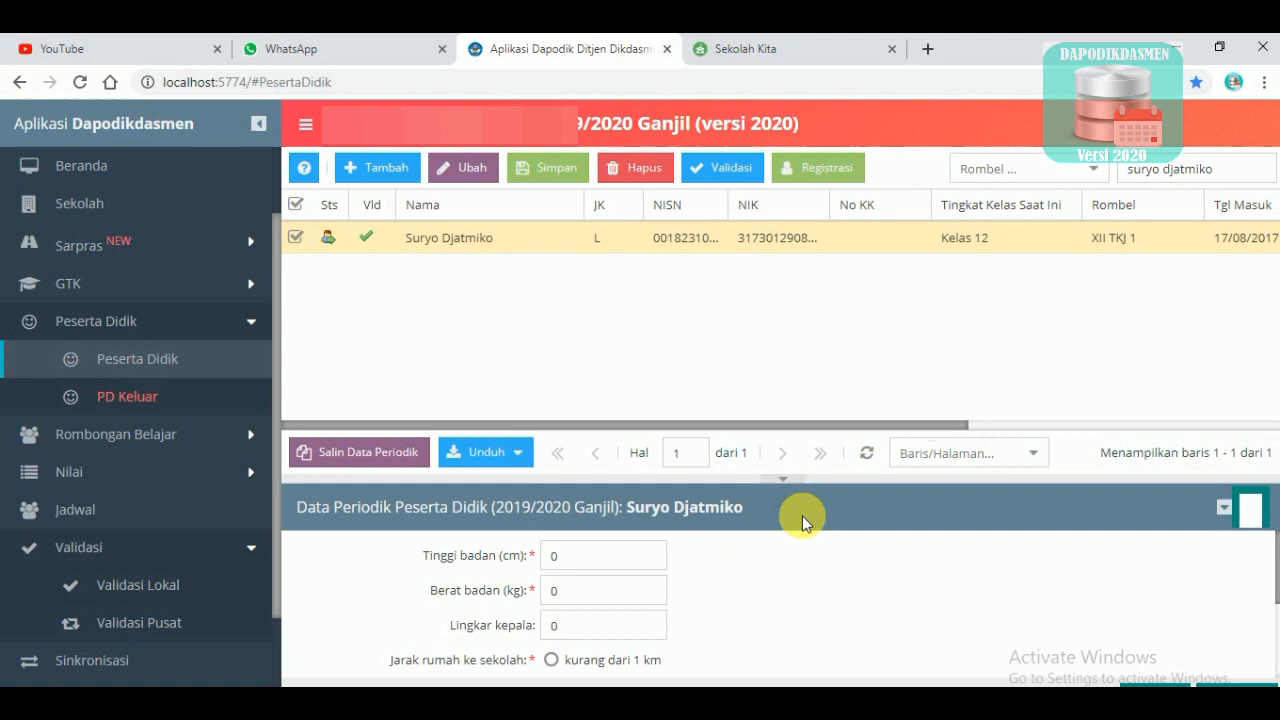 YouTube
WhatsApp
Aplikasi Dapodik Ditjen Dikdasm
Sekolah Kita
localhost:5774/#PesertaDidik
DAPODIKDASMEN
Versi 2020
Aplikasi Dapodikdasmen
9/2020 Ganjil (versi 2020)
Beranda
Sekolah
Sarpras NEW
GTK
Peserta Didik
Peserta Didik
PD Keluar
Rombongan Belajar
Nilai
Jadwal
Validasi
Validasi Lokal
Validasi Pusat
Sinkronisasi
? Tambah Ubah Simpan Hapus Validasi Registrasi Rombel ... suryo djatmiko
Sts Vld Nama JK NISN NIK No KK Tingkat Kelas Saat Ini Rombel Tgl Masuk
Suryo Djatmiko L 00182310... 3173012908... Kelas 12 XII TKJ 1 17/08/2017
Salin Data Periodik Unduh Hal 1 dari 1 Baris/Halaman... Menampilkan baris 1 - 1 dari 1
Data Periodik Peserta Didik (2019/2020 Ganjil): Suryo Djatmiko
Tinggi badan (cm):* 0
Berat badan (kg):* 0
Lingkar kepala: 0
Jarak rumah ke sekolah:* kurang dari 1 km
Activate Windows
Go to Settings to activate Windows.